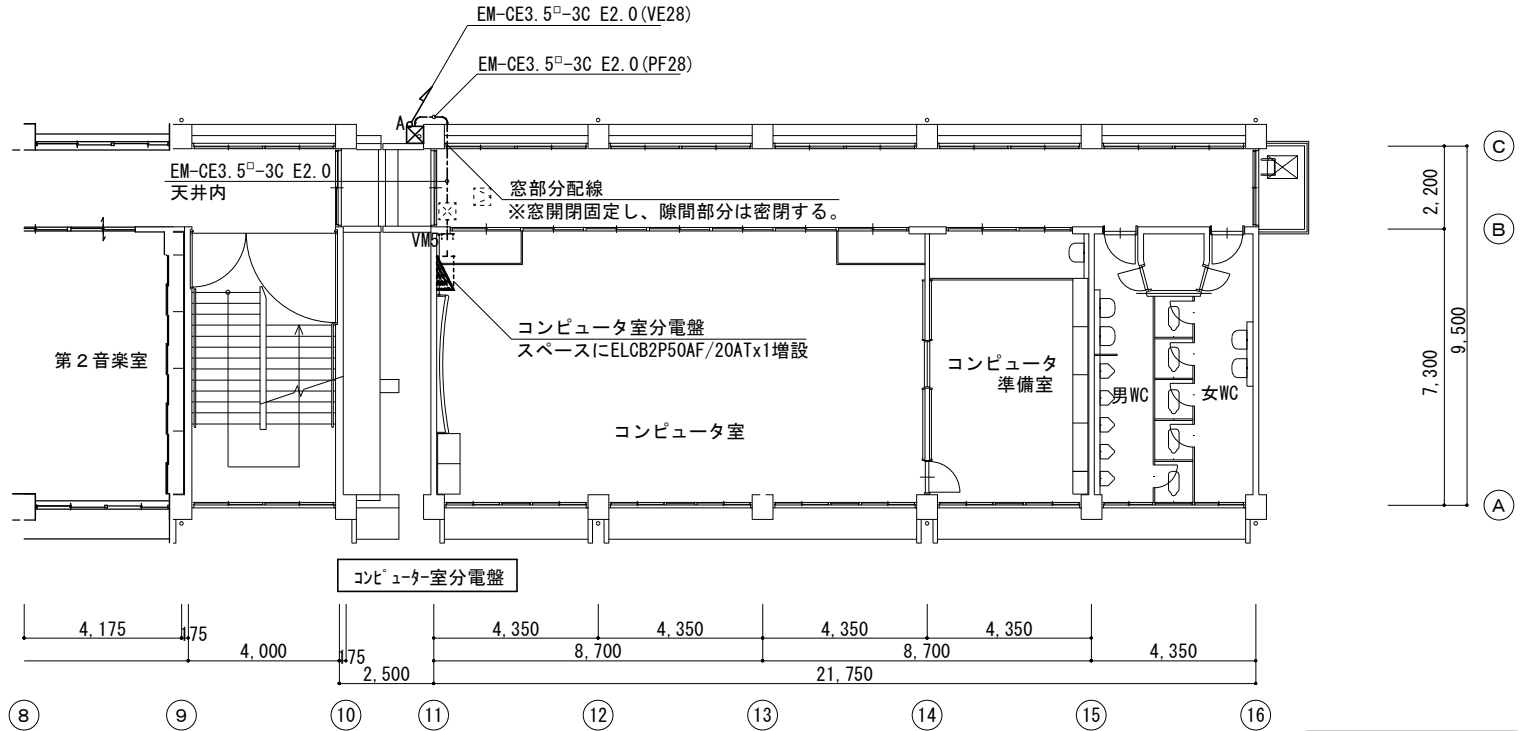 EM-CE3.5□-3C E2.0(VE28)
EM-CE3.5□-3C E2.0(PF28)
A
EM-CE3.5□-3C E2.0
天井内
窓部分配線
※窓開閉固定し、隙間部分は密閉する。
VM5
コンピュータ室分電盤
スペースにELCB2P50AF/20ATx1増設
第2音楽室
コンピュータ室
コンピュータ
準備室
男WC
女WC
C
B
A
2,200
7,300
9,500
コンピューター室分電盤
4,175
175
4,350
4,350
4,350
4,350
4,000
175
8,700
8,700
4,350
2,500
21,750
8
9
10
11
12
13
14
15
16